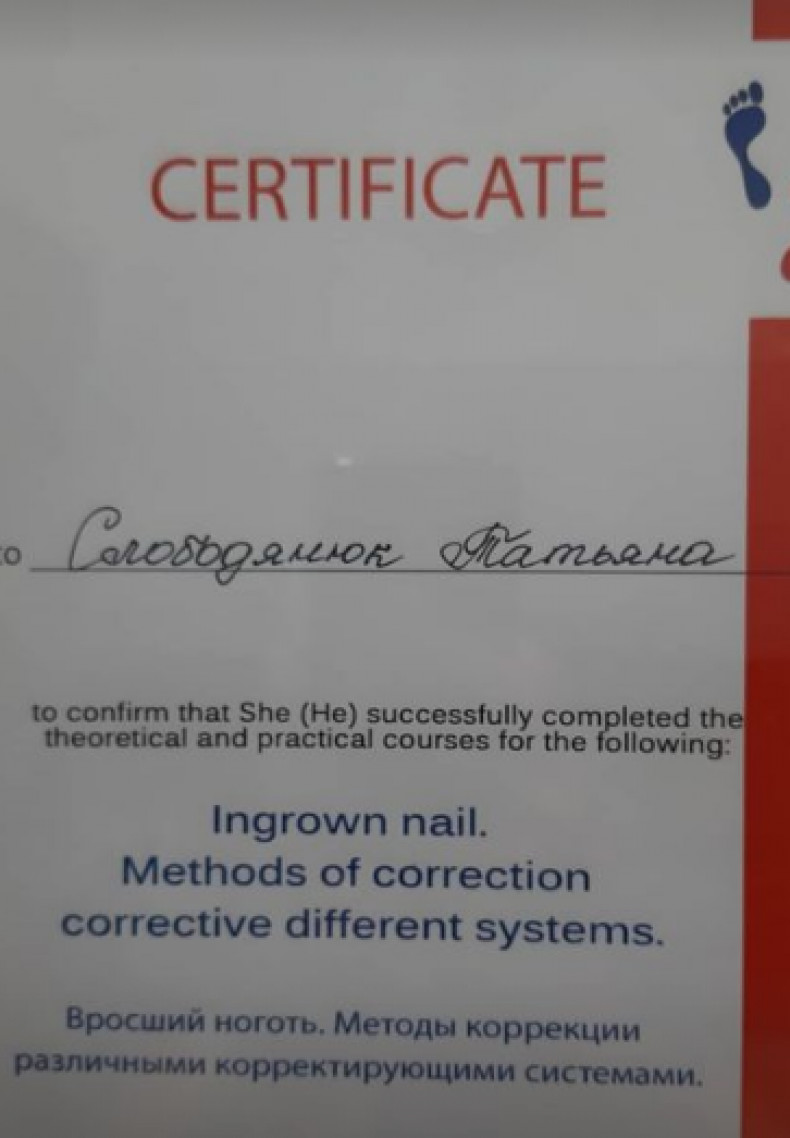 CERTIFICATE
to Слободянюк Татьяна
to confirm that She (He) successfully completed the
theoretical and practical courses for the following:
Ingrown nail.
Methods of correction
corrective different systems.
Вросший ноготь. Методы коррекции
различными корректирующими системами.